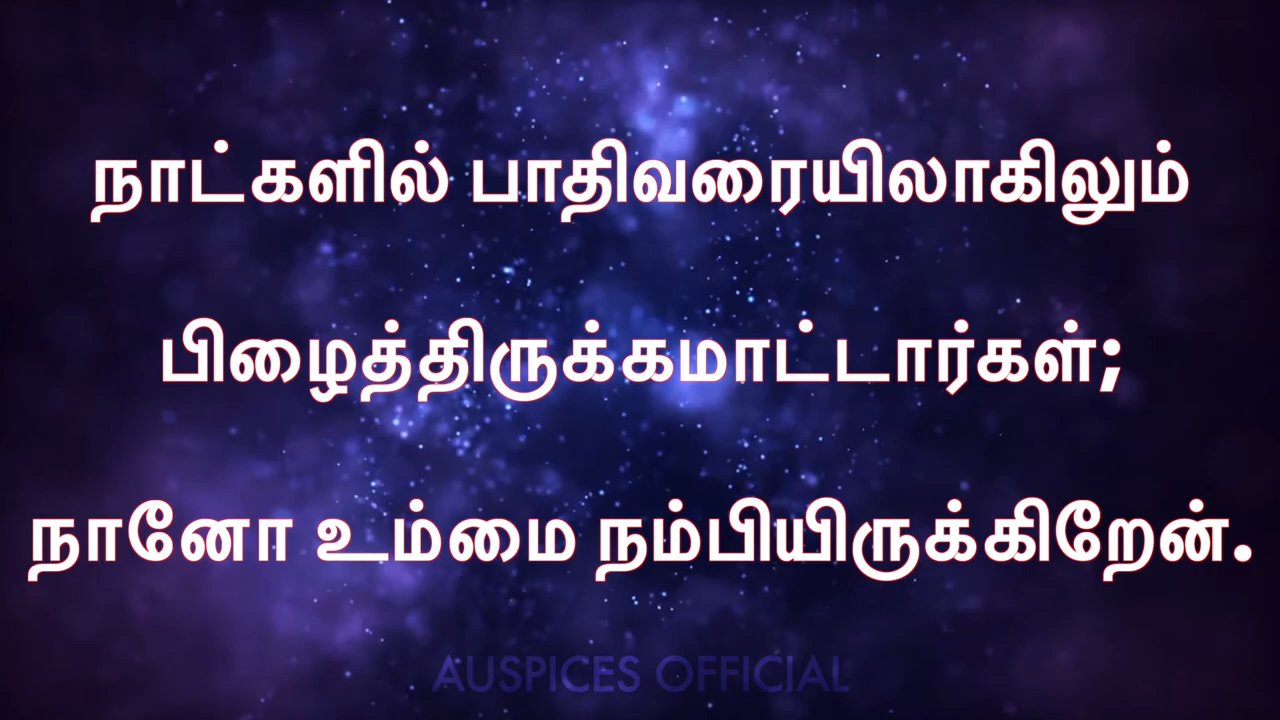 நாட்களில் பாதிவரையிலாகிலும்
பிழைத்திருக்கமாட்டார்கள்;
நானோ உம்மை நம்பியிருக்கிறேன்.
AUSPICES OFFICIAL